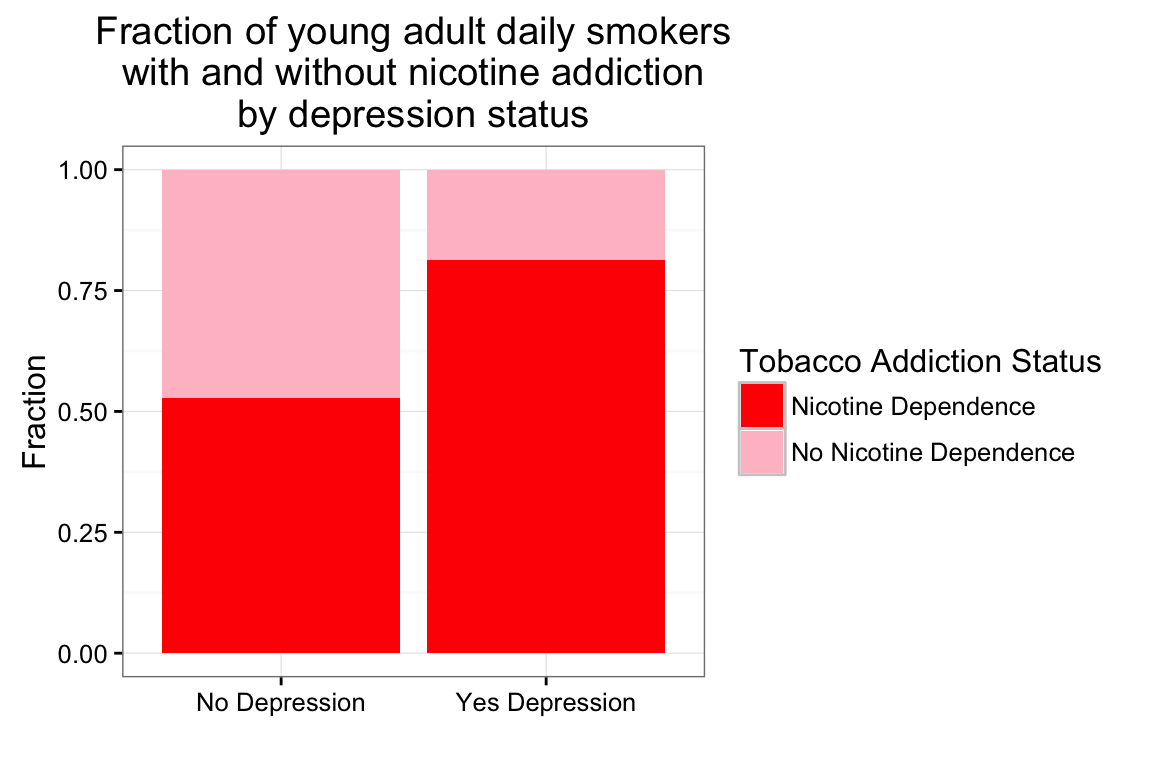 Fraction of young adult daily smokers
with and without nicotine addiction
by depression status
1.00
0.75
0.50
0.25
0.00
Fraction
No Depression
Yes Depression
Tobacco Addiction Status
Nicotine Dependence
No Nicotine Dependence